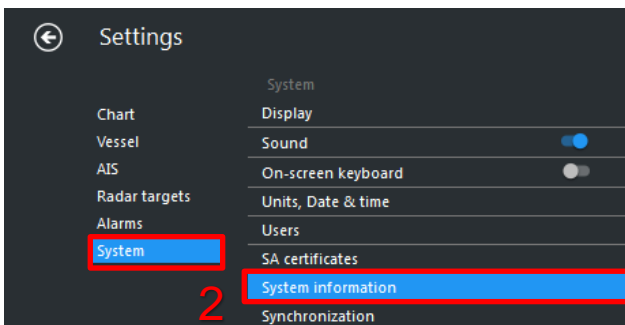 Settings
System
Chart
Vessel
AIS
Radar targets
Alarms
System
Display
Sound
On-screen keyboard
Units, Date & time
Users
SA certificates
System information
Synchronization
2